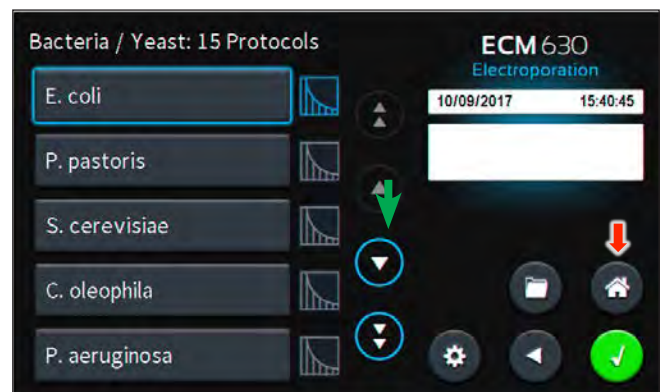 Bacteria / Yeast: 15 Protocols
E. coli
P. pastoris
S. cerevisiae
C. oleophila
P. aeruginosa
ECM 630
Electroporation
10/09/2017 15:40:45